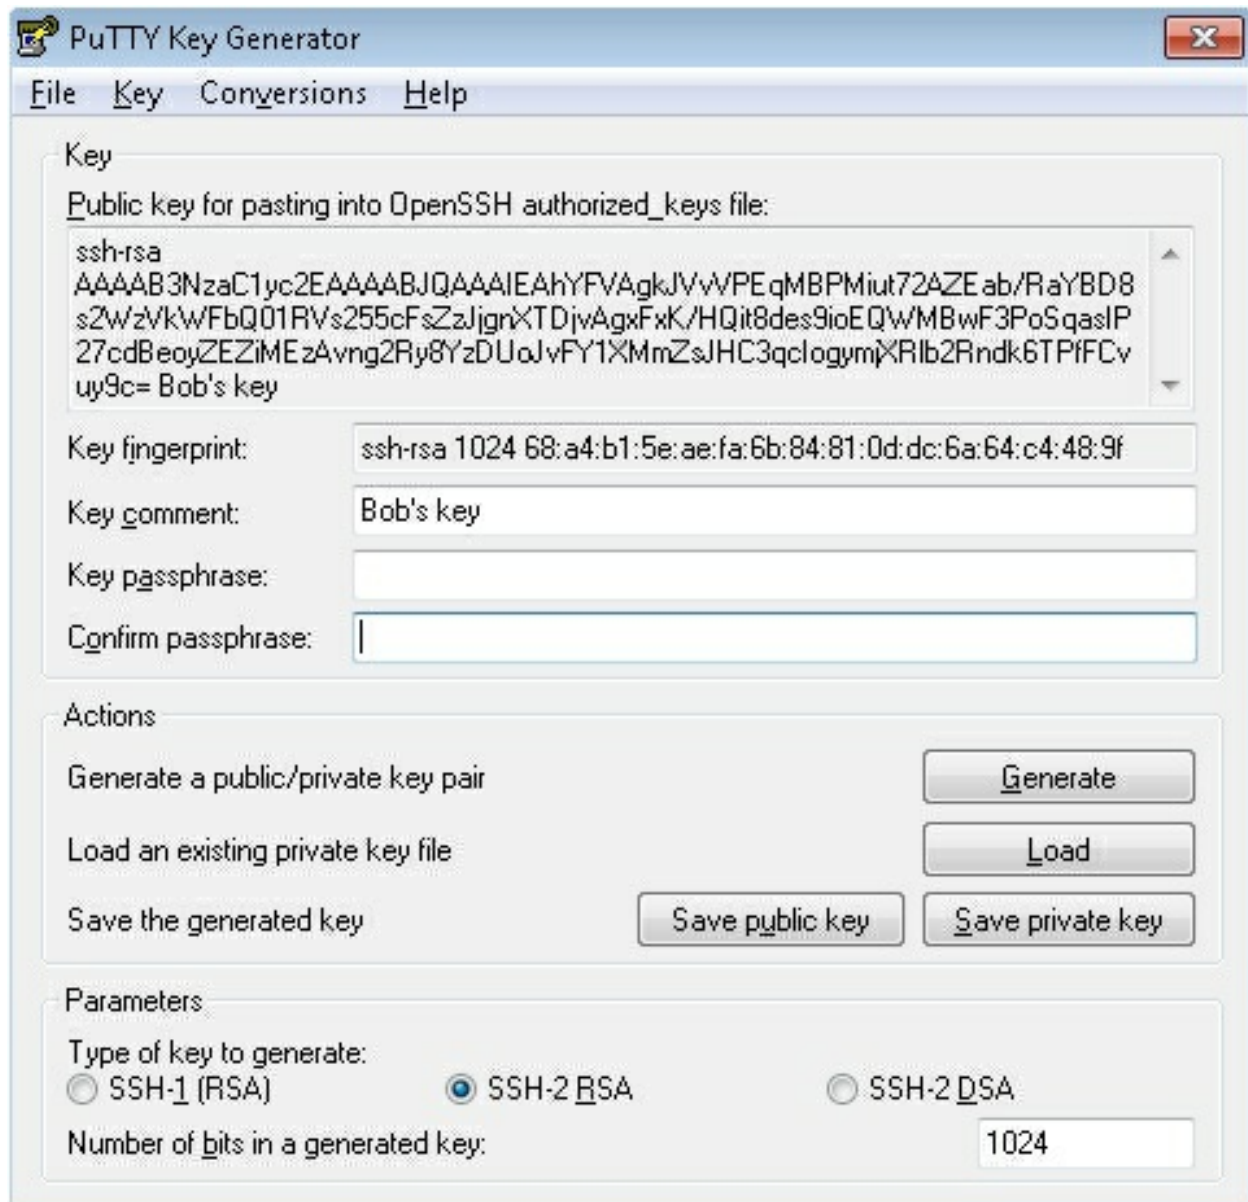 PuTTY Key Generator
File Key Conversions Help
Key
Public key for pasting into OpenSSH authorized_keys file:
ssh-rsa
AAAAB3NzaC1yc2EAAAABJQAAAIEAhYFVAgkJVvVPEqMBPMiut72AZEab/RaYBD8
s2WzVkWFbQ01RVs255cFsZzJjgnXTDjvAgxFxK/HQit8des9ioEQWMBwF3PoSqasIP
27cdBeoyZEZiMEzAvng2Ry8YzDUoJvFY1XMmZsJHC3qclogymjXRlb2Rndk6TPfFCv
uy9c= Bob's key
Key fingerprint: ssh-rsa 1024 68:a4:b1:5e:ae:fa:6b:84:81:0d:dc:6a:64:c4:48:9f
Key comment: Bob's key
Key passphrase:
Confirm passphrase:
Actions
Generate a public/private key pair Generate
Load an existing private key file Load
Save the generated key Save public key Save private key
Parameters
Type of key to generate:
SSH-1 (RSA) SSH-2 RSA SSH-2 DSA
Number of bits in a generated key: 1024